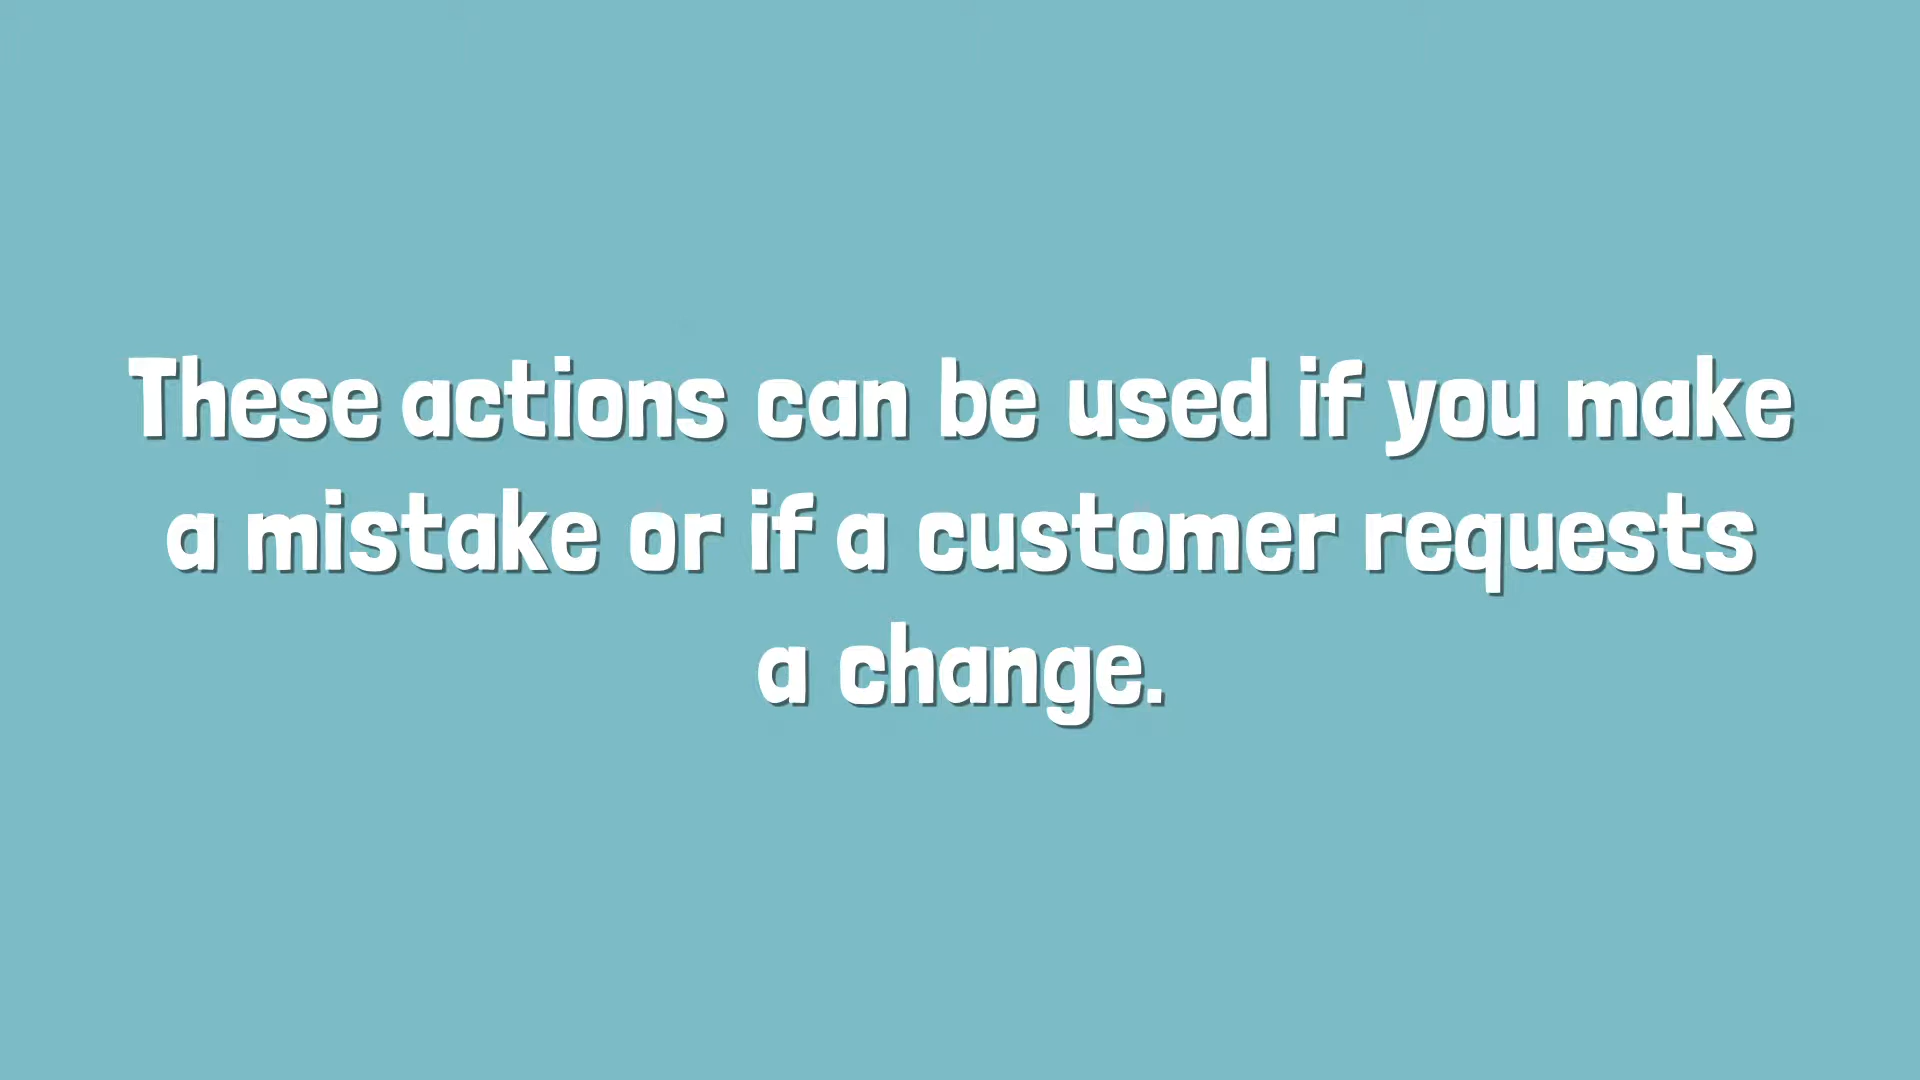 These actions can be used if you make
a mistake or if a customer requests
a change.